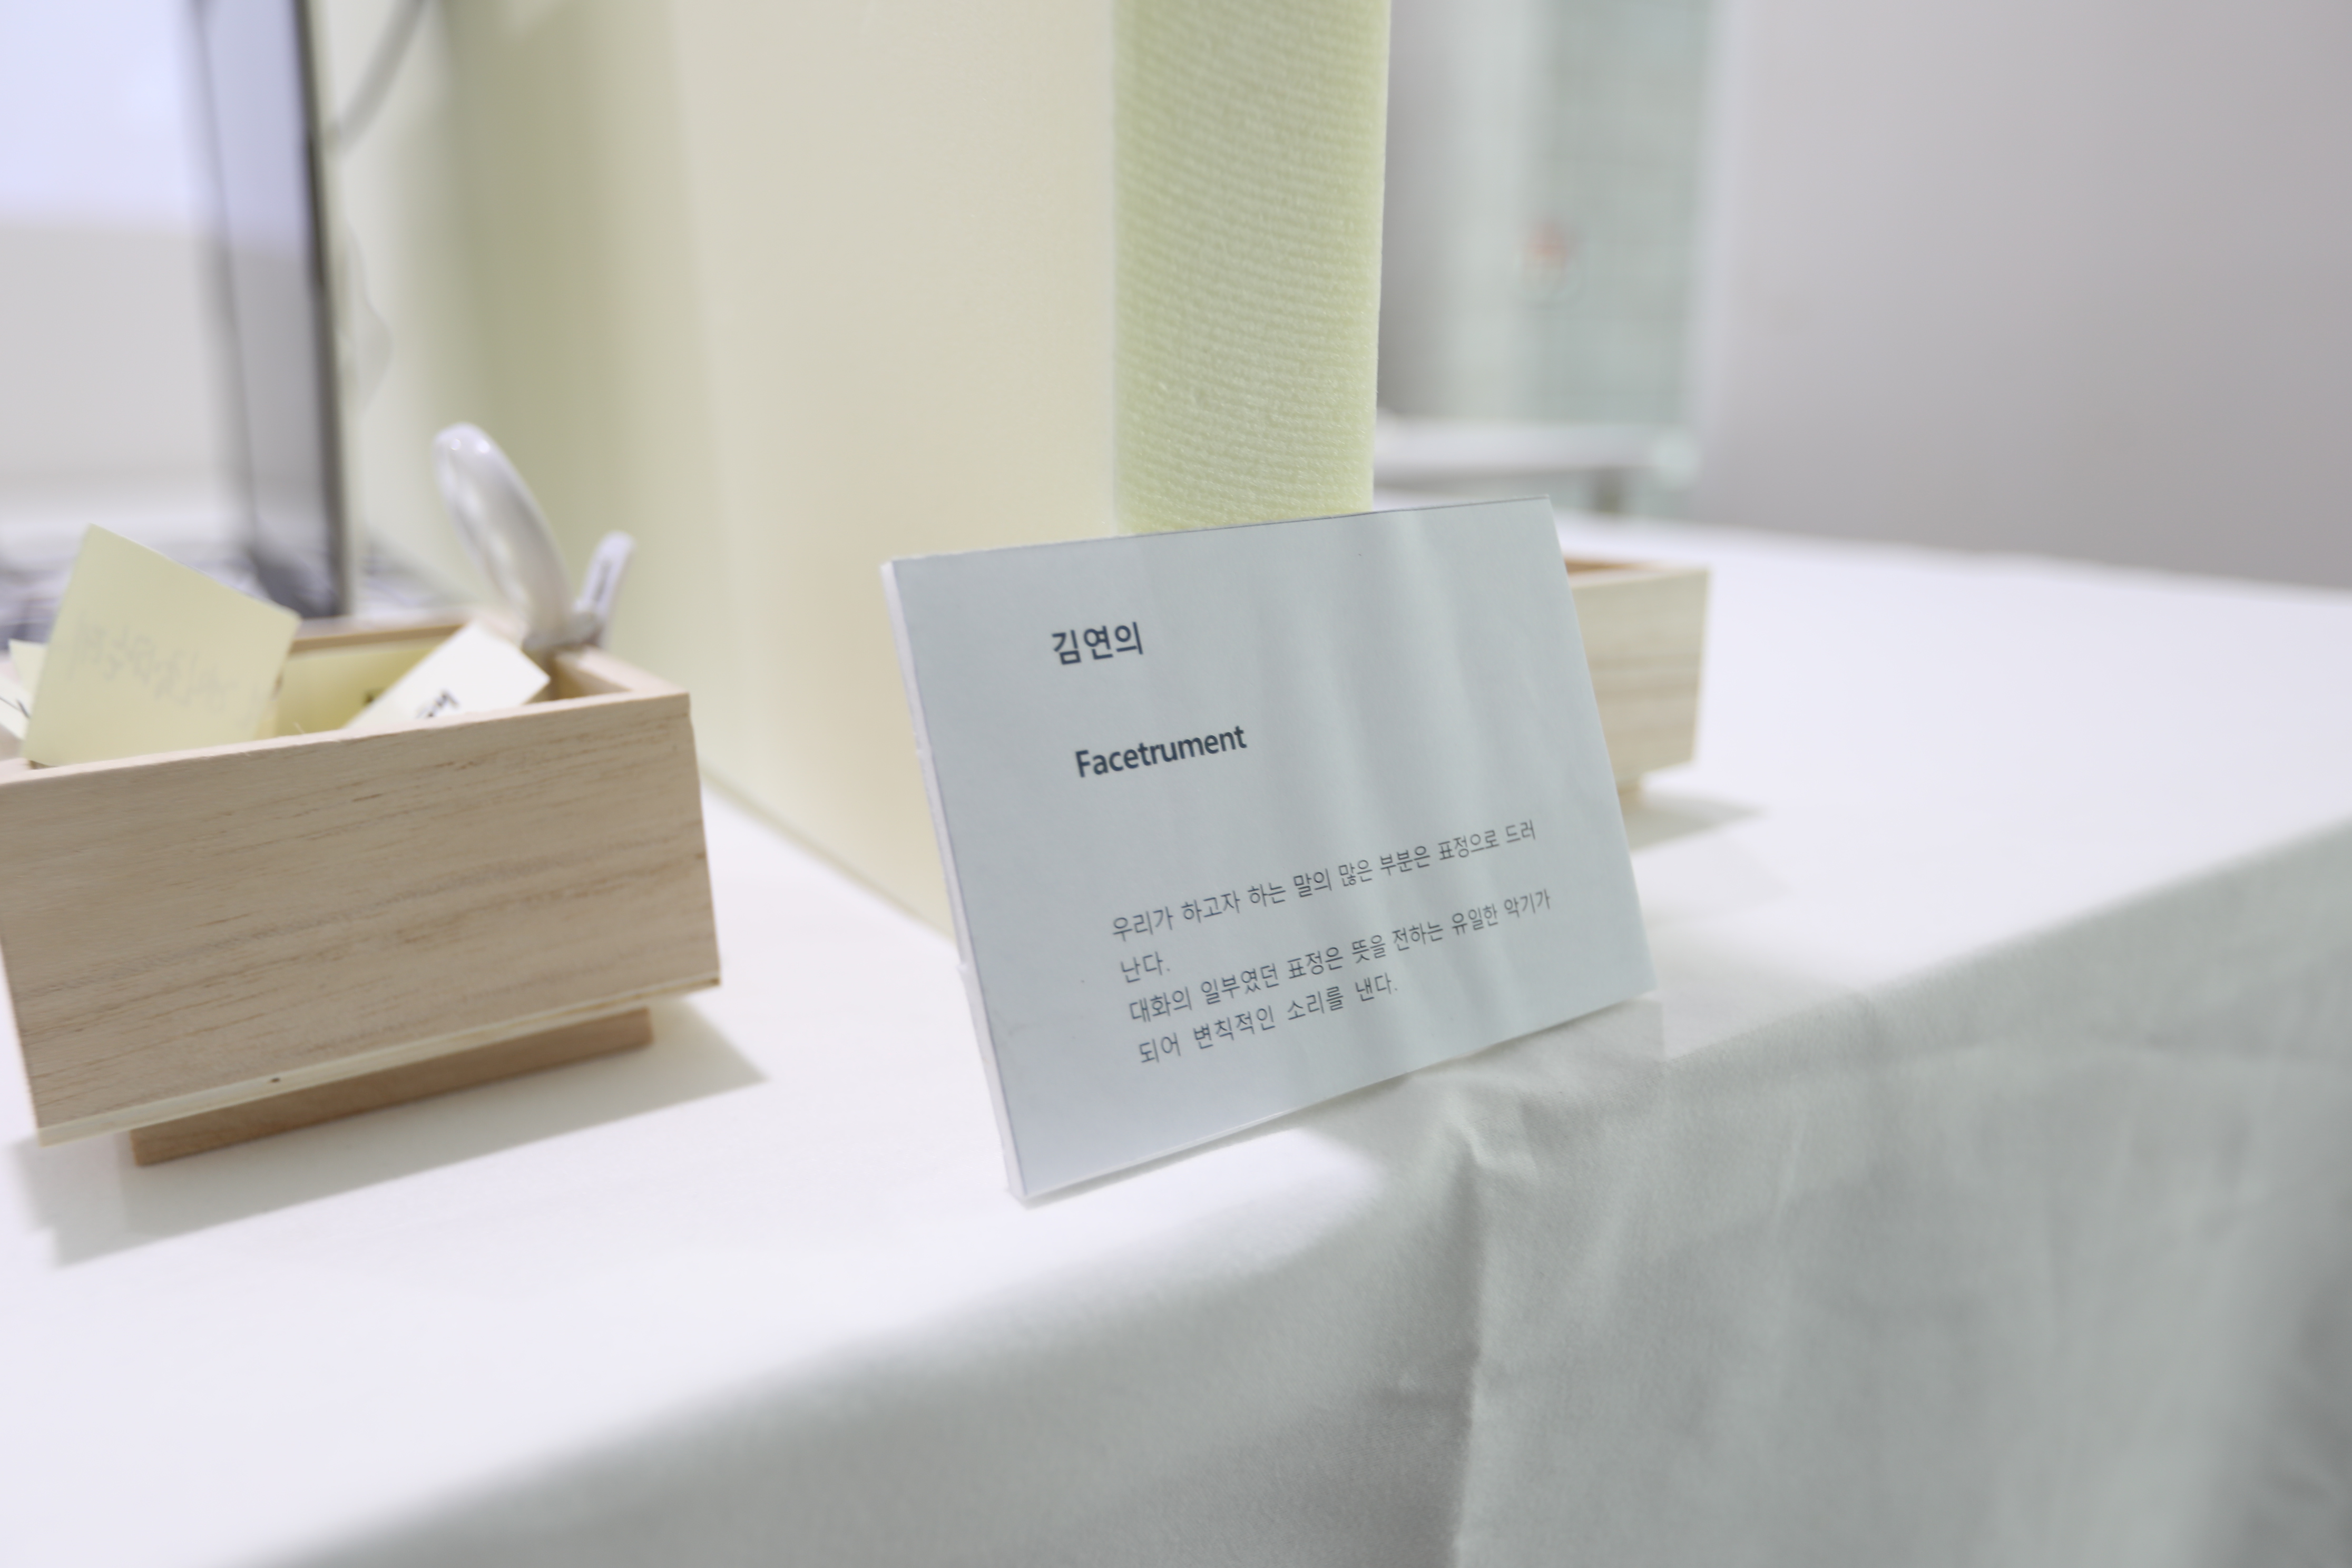 김연의
Facetrument
우리가 하고자 하는 말의 많은 부분은 표정으로 드러
난다.
대화의 일부였던 표정은 뜻을 전하는 유일한 악기가
되어 변칙적인 소리를 낸다.